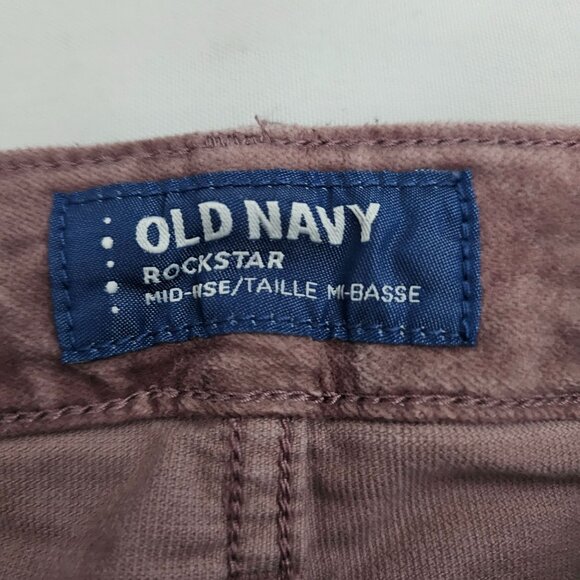 OLD NAVY
ROCKSTAR
MID-RISE/TAILLE MI-BASSE